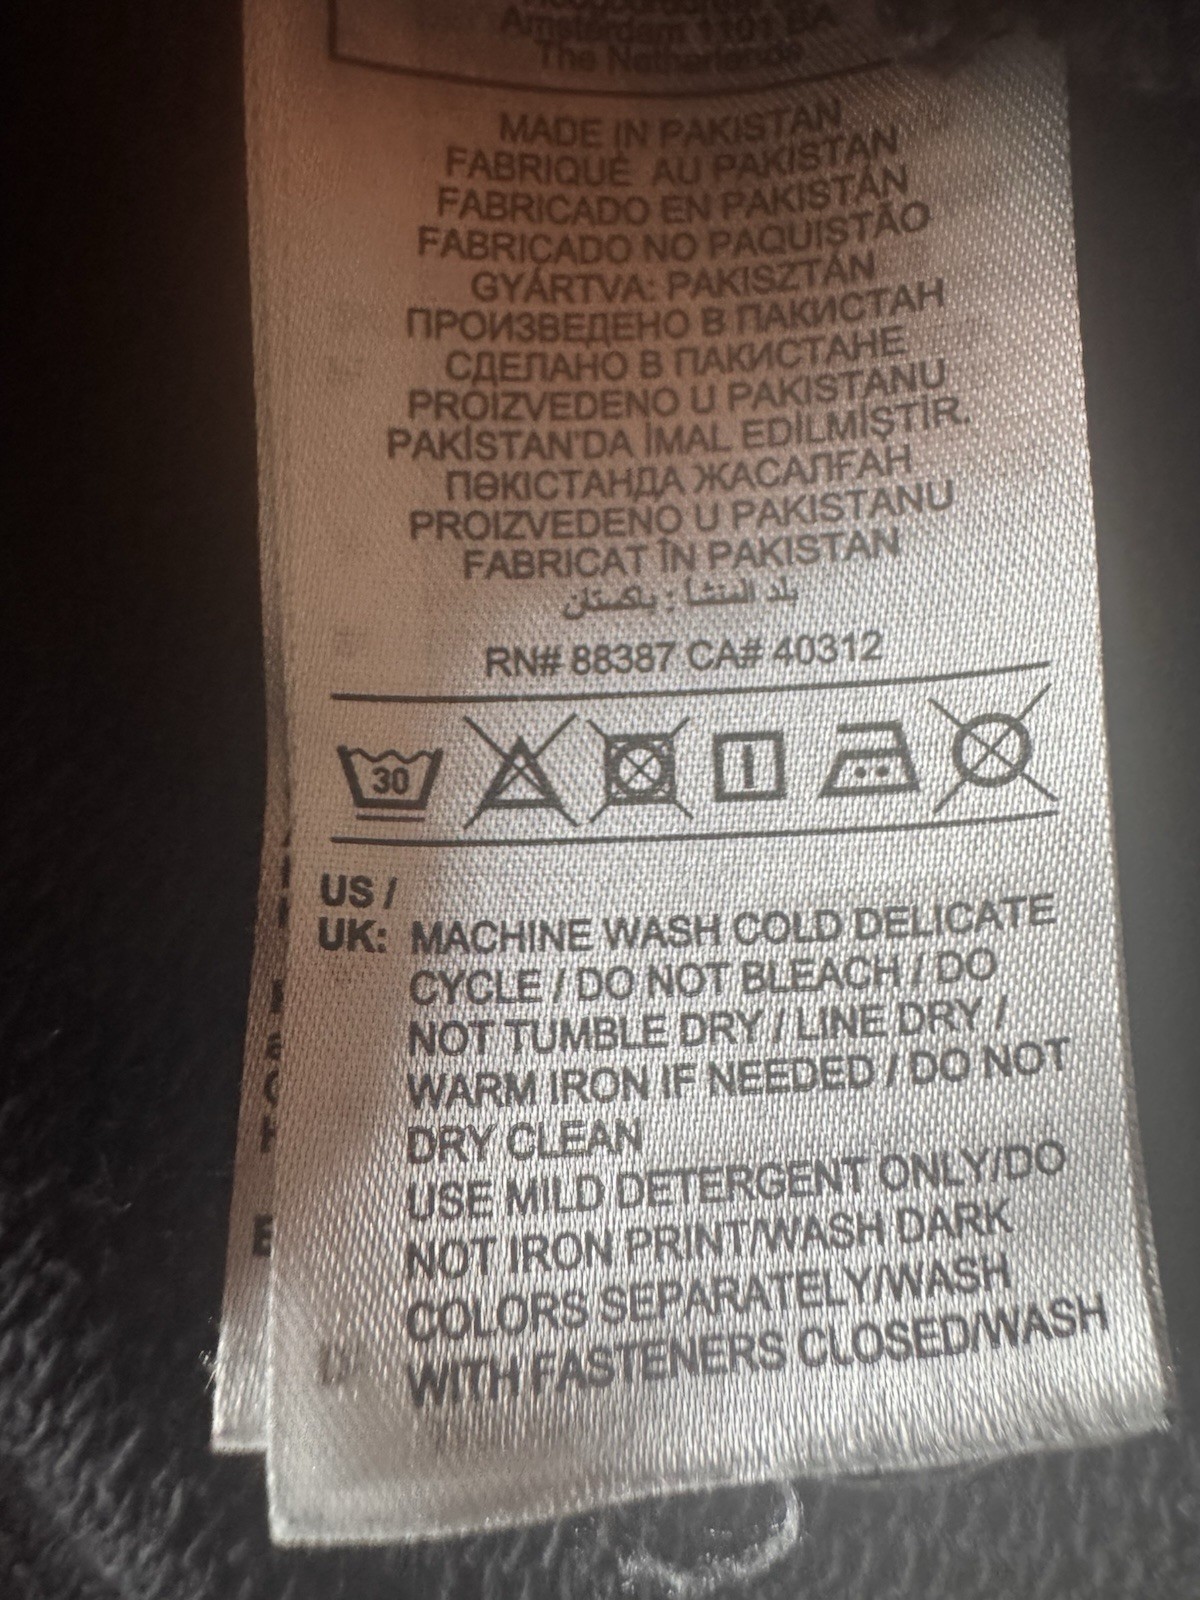 Amsterdam 1101 BA
The Netherlands
MADE IN PAKISTAN
FABRIQUÉ AU PAKISTAN
FABRICADO EN PAKISTÁN
FABRICADO NO PAQUISTÃO
GYÁRTVA: PAKISZTÁN
ПРОИЗВЕДЕНО В ПАКИСТАН
СДЕЛАНО В ПАКИСТАНЕ
PROIZVEDENO U PAKISTANU
PAKİSTAN'DA İMAL EDİLMİŞTİR.
ПӘКІСТАНДА ЖАСАЛҒАН
PROIZVEDENO U PAKISTANU
FABRICAT ÎN PAKISTAN
بلد المنشأ : باكستان
RN# 88387 CA# 40312
30
US /
UK: MACHINE WASH COLD DELICATE
CYCLE / DO NOT BLEACH / DO
NOT TUMBLE DRY / LINE DRY /
WARM IRON IF NEEDED / DO NOT
DRY CLEAN
USE MILD DETERGENT ONLY/DO
NOT IRON PRINT/WASH DARK
COLORS SEPARATELY/WASH
WITH FASTENERS CLOSED/WASH